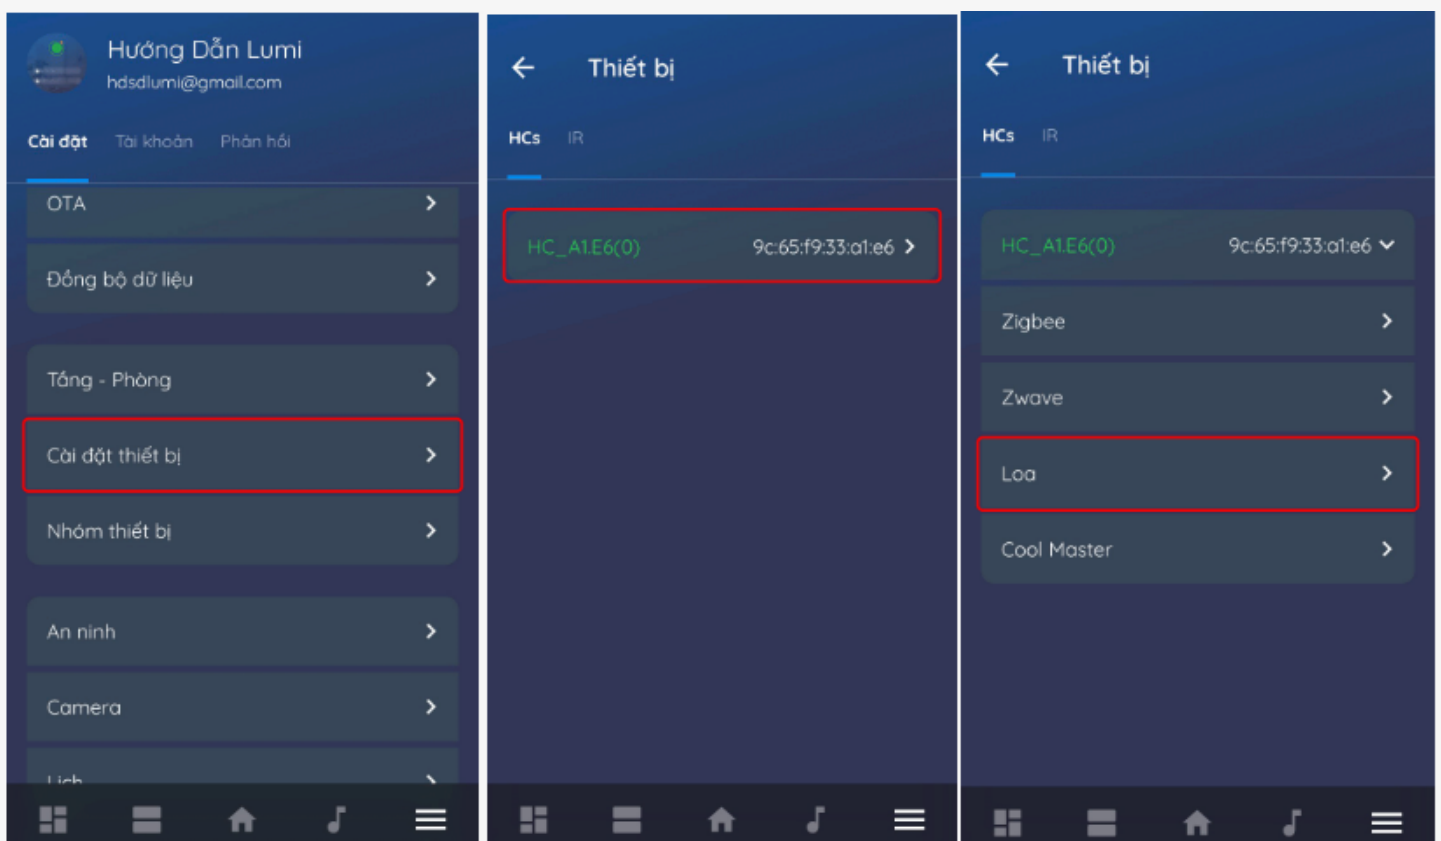 Hướng Dẫn Lumi
hdsdlumi@gmail.com
Cài đặt Tài khoản Phản hồi
OTA
Đồng bộ dữ liệu
Tầng - Phòng
Cài đặt thiết bị
Nhóm thiết bị
An ninh
Camera
Lịch
Thiết bị
HCs IR
HC_A1.E6(0) 9c:65:f9:33:a1:e6
Thiết bị
HCs IR
HC_A1.E6(0) 9c:65:f9:33:a1:e6
Zigbee
Zwave
Loa
Cool Master